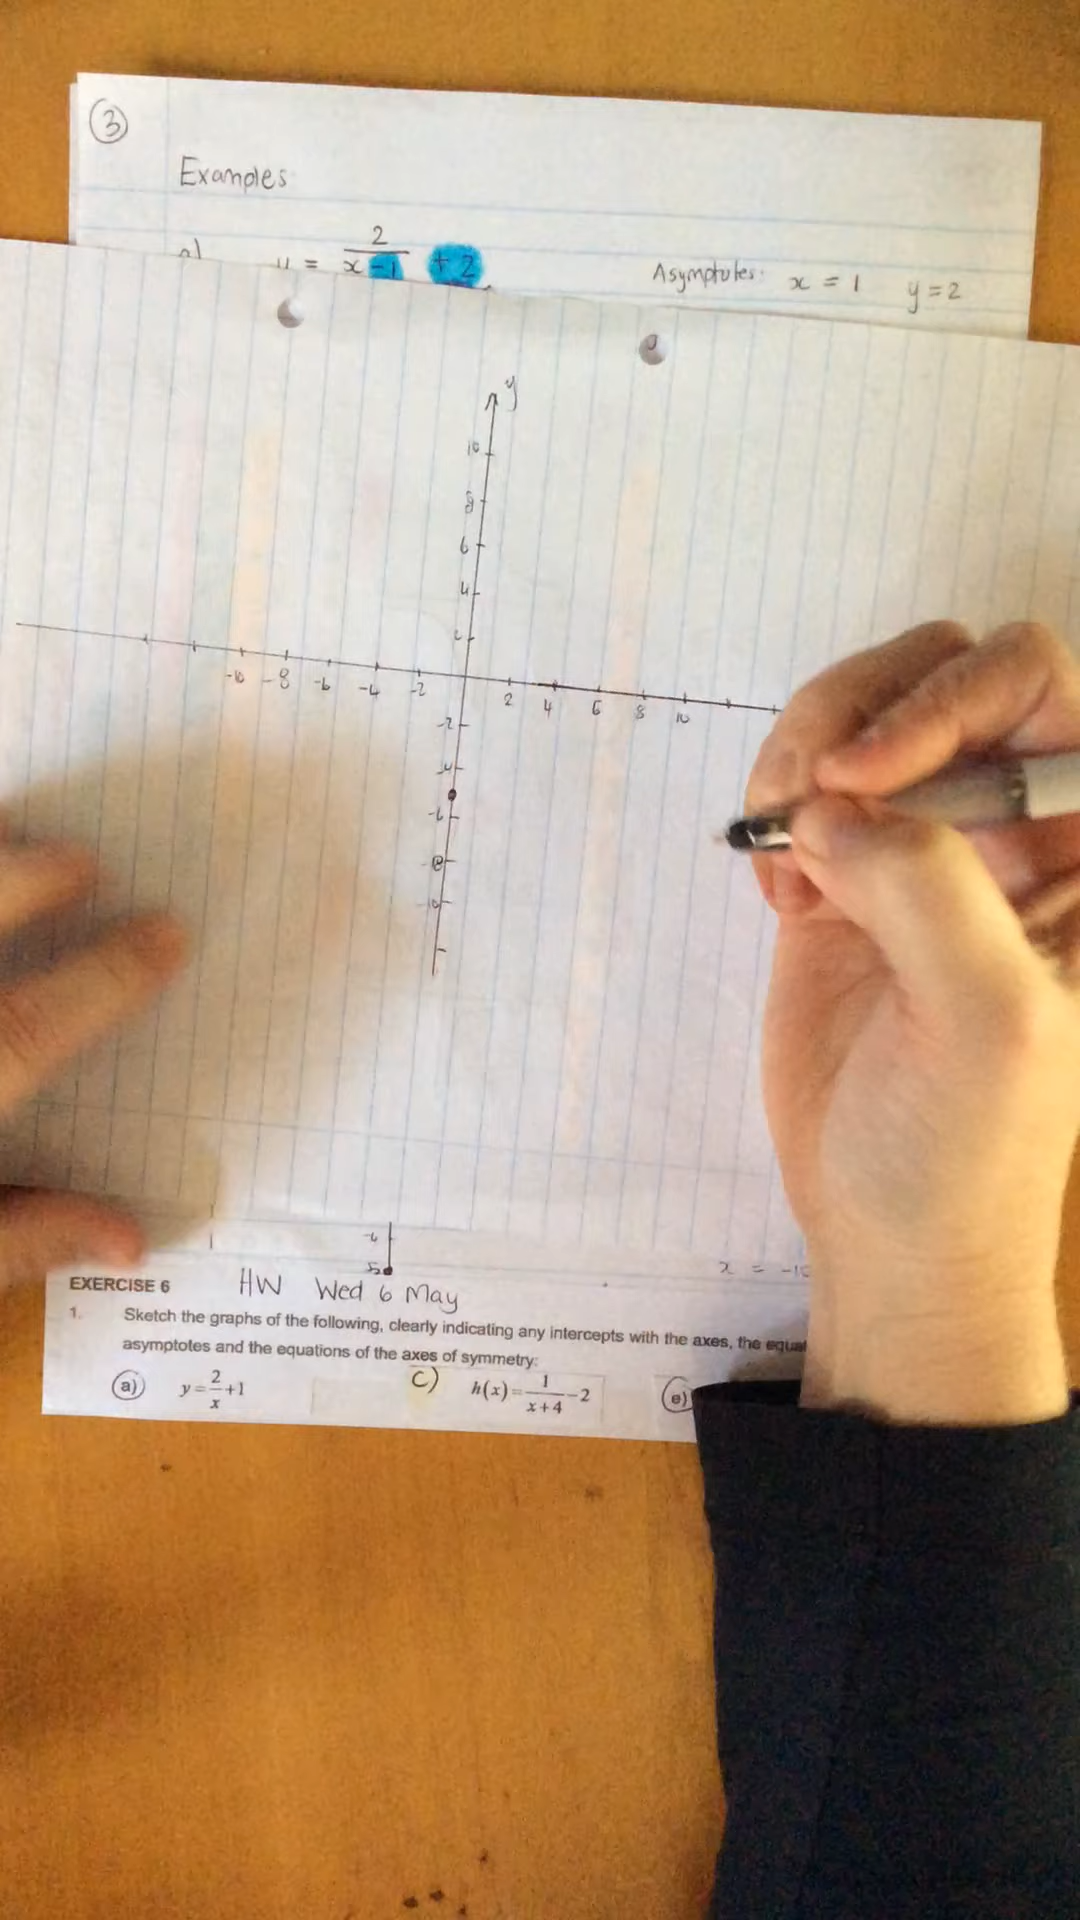 3
Examples
a) y = 2/(x-1) +2
Asymptotes: x = 1 y = 2
y
10
8
6
4
2
-10 -8 -6 -4 -2 2 4 6 8 10
-2
-4
-6
-8
-10
-6
x = -10
EXERCISE 6 HW Wed 6 May
1. Sketch the graphs of the following, clearly indicating any intercepts with the axes, the
asymptotes and the equations of the axes of symmetry:
(a) y = 2/x +1 c) h(x) = 1/(x+4) -2 (e)